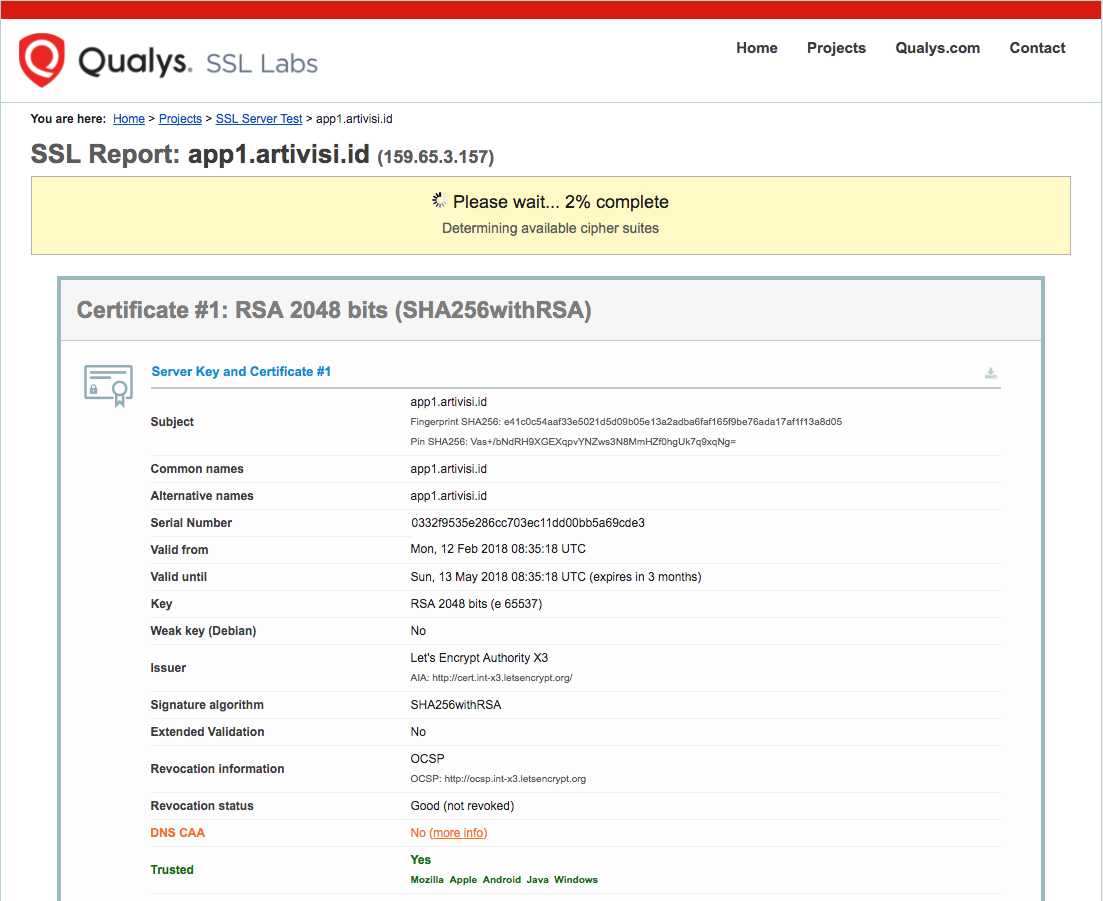 Qualys. SSL Labs
Home Projects Qualys.com Contact
You are here: Home > Projects > SSL Server Test > app1.artivisi.id
SSL Report: app1.artivisi.id (159.65.3.157)
Please wait... 2% complete
Determining available cipher suites
Certificate #1: RSA 2048 bits (SHA256withRSA)
Server Key and Certificate #1
Subject
app1.artivisi.id
Fingerprint SHA256: e41c0c54aaf33e5021d5d09b05e13a2adba6faf165f9be76ada17af1f13a8d05
Pin SHA256: Vas+/bNdRH9XGEXqpvYNZws3N8MmHZf0hgUk7q9xqNg=
Common names app1.artivisi.id
Alternative names app1.artivisi.id
Serial Number 0332f9535e286cc703ec11dd00bb5a69cde3
Valid from Mon, 12 Feb 2018 08:35:18 UTC
Valid until Sun, 13 May 2018 08:35:18 UTC (expires in 3 months)
Key RSA 2048 bits (e 65537)
Weak key (Debian) No
Issuer
Let's Encrypt Authority X3
AIA: http://cert.int-x3.letsencrypt.org/
Signature algorithm SHA256withRSA
Extended Validation No
Revocation information
OCSP
OCSP: http://ocsp.int-x3.letsencrypt.org
Revocation status Good (not revoked)
DNS CAA No (more info)
Trusted
Yes
Mozilla Apple Android Java Windows